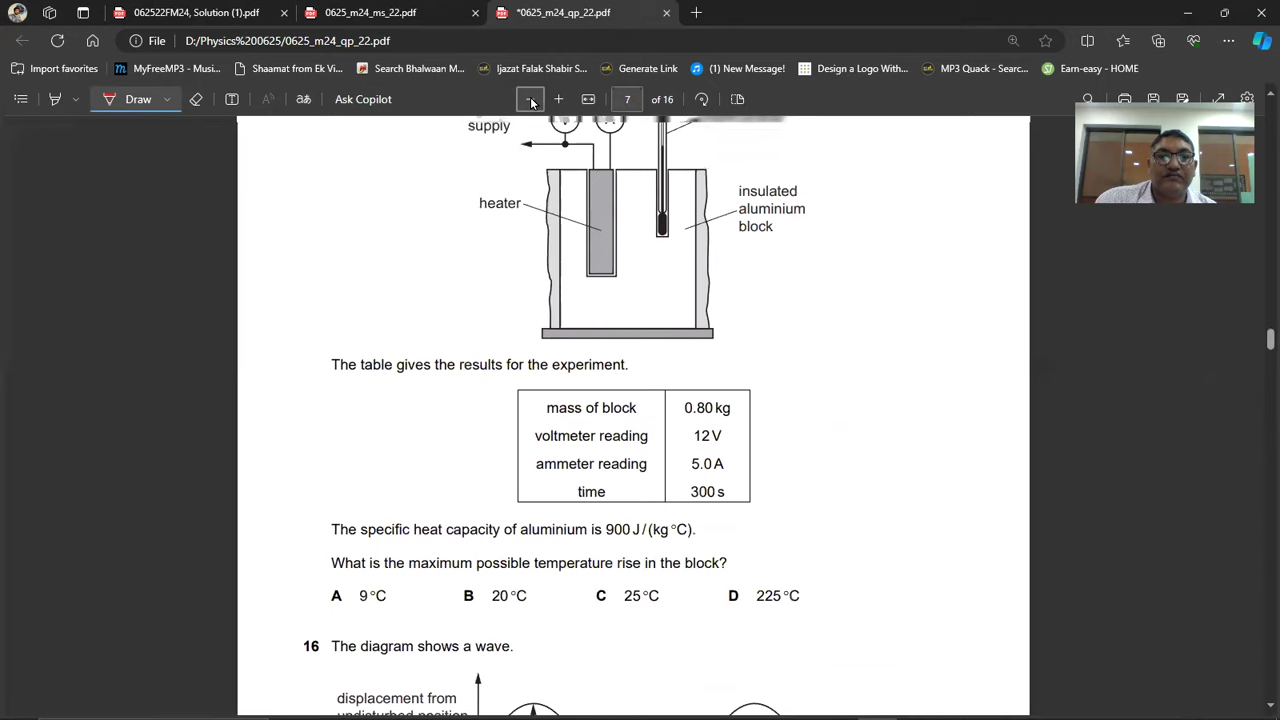 062522FM24, Solution (1).pdf
0625_m24_ms_22.pdf
*0625_m24_qp_22.pdf
File
D:/Physics%200625/0625_m24_qp_22.pdf
Import favorites
MyFreeMP3 - Musi...
Shaamat from Ek Vi...
Search Bhalwaan M...
Ijazat Falak Shabir S...
Generate Link
(1) New Message!
Design a Logo With...
MP3 Quack - Searc...
Earn-easy - HOME
Draw
Ask Copilot
7 of 16
supply
heater
insulated
aluminium
block
The table gives the results for the experiment.
mass of block 0.80 kg
voltmeter reading 12 V
ammeter reading 5.0 A
time 300 s
The specific heat capacity of aluminium is 900 J / (kg °C).
What is the maximum possible temperature rise in the block?
A 9 °C B 20 °C C 25 °C D 225 °C
16 The diagram shows a wave.
displacement from
undisturbed position